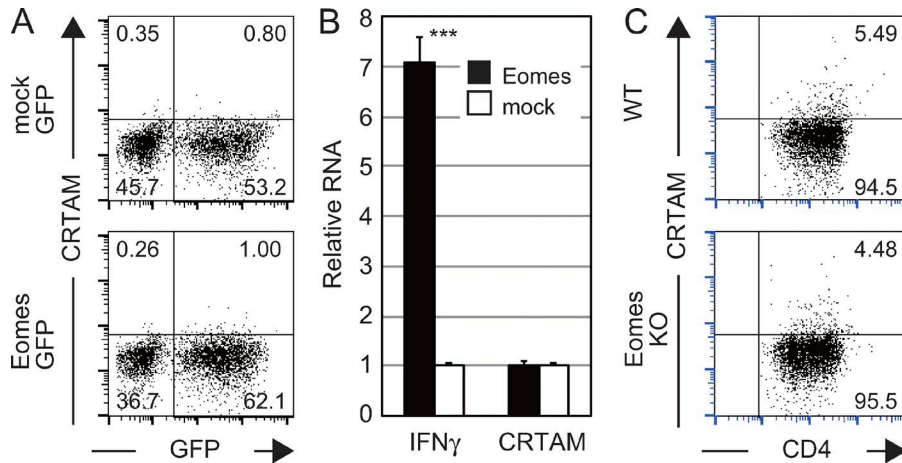 A
CRTAM
mock
GFP
0.35 0.80
45.7 53.2
Eomes
GFP
0.26 1.00
36.7 62.1
GFP
B
Relative RNA
8
7
6
5
4
3
2
1
0
***
Eomes
mock
IFNγ CRTAM
C
WT
CRTAM
5.49
94.5
Eomes
KO
4.48
95.5
CD4